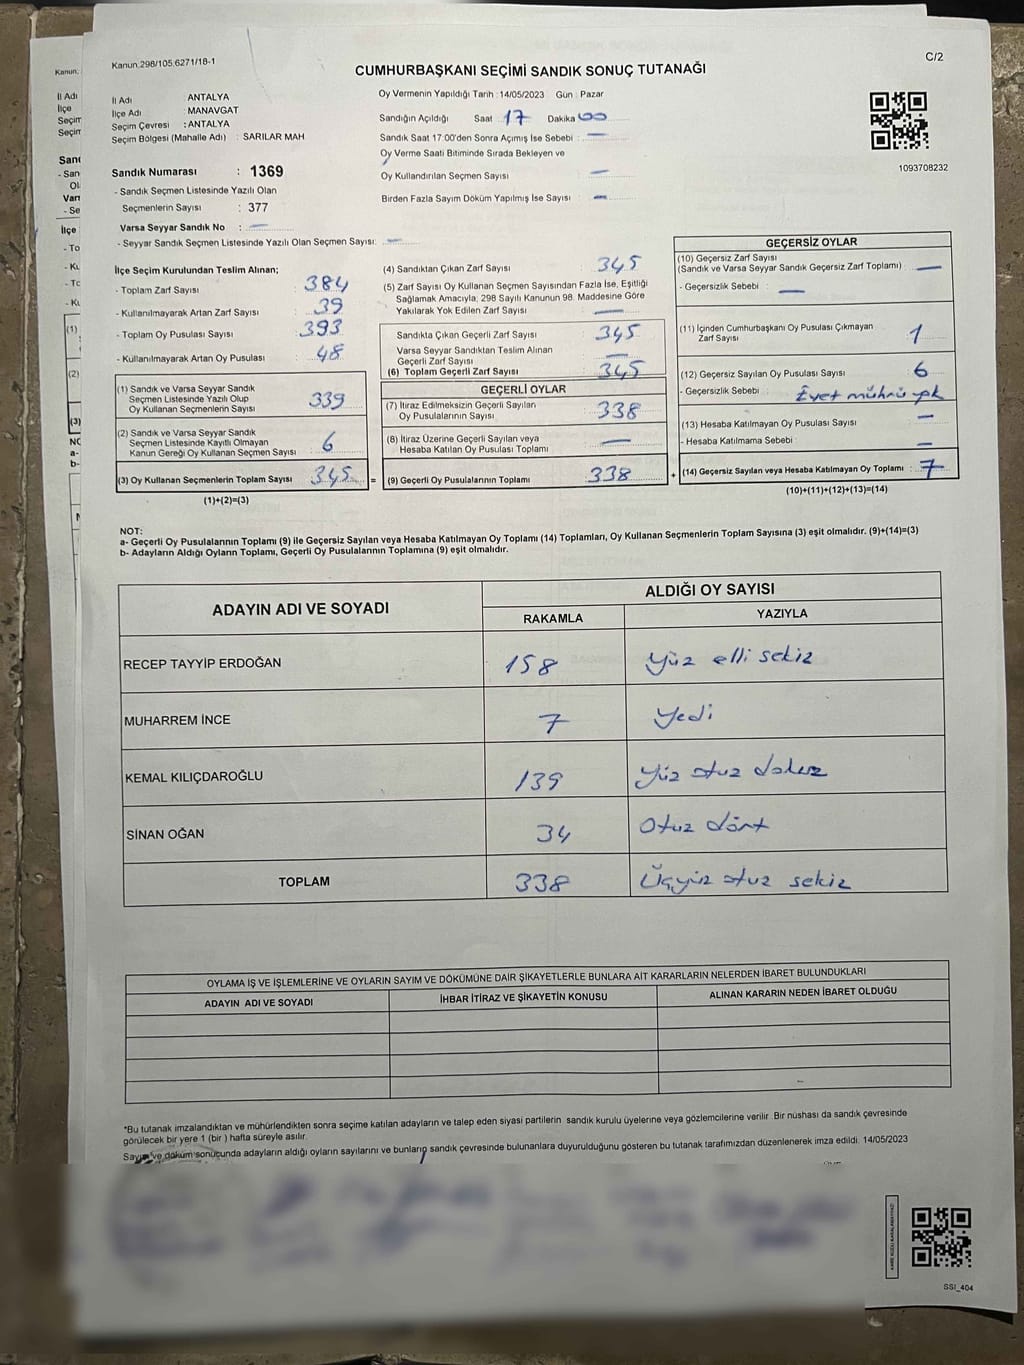 Kanun.298/105.6271/18-1
C/2
CUMHURBAŞKANI SEÇİMİ SANDIK SONUÇ TUTANAĞI
İl Adı ANTALYA
İlçe Adı : MANAVGAT
Seçim Çevresi : ANTALYA
Seçim Bölgesi (Mahalle Adı) : SARILAR MAH
Sandık Numarası : 1369
- Sandık Seçmen Listesinde Yazılı Olan
Seçmenlerin Sayısı : 377
Varsa Seyyar Sandık No : —
- Seyyar Sandık Seçmen Listesinde Yazılı Olan Seçmen Sayısı: —
Oy Vermenin Yapıldığı Tarih :14/05/2023 Gün : Pazar
Sandığın Açıldığı Saat 17 Dakika 00
Sandık Saat 17:00'den Sonra Açımış İse Sebebi : —
Oy Verme Saati Bitiminde Sırada Bekleyen ve
Oy Kullandırılan Seçmen Sayısı : —
Birden Fazla Sayım Döküm Yapılmış İse Sayısı : —
1093708232
İlçe Seçim Kurulundan Teslim Alınan;
- Toplam Zarf Sayısı : 384
- Kullanılmayarak Artan Zarf Sayısı : 39
- Toplam Oy Pusulası Sayısı : 393
- Kullanılmayarak Artan Oy Pusulası : 48
(1) Sandık ve Varsa Seyyar Sandık
Seçmen Listesinde Yazılı Olup
Oy Kullanan Seçmenlerin Sayısı : 339
(2) Sandık ve Varsa Seyyar Sandık
Seçmen Listesinde Kayıtlı Olmayan
Kanun Gereği Oy Kullanan Seçmen Sayısı : 6
(3) Oy Kullanan Seçmenlerin Toplam Sayısı : 345 =
(1)+(2)=(3)
(4) Sandıktan Çıkan Zarf Sayısı : 345
(5) Zarf Sayısı Oy Kullanan Seçmen Sayısından Fazla İse, Eşitliği
Sağlamak Amacıyla; 298 Sayılı Kanunun 98. Maddesine Göre
Yakılarak Yok Edilen Zarf Sayısı : —
Sandıkta Çıkan Geçerli Zarf Sayısı : 345
Varsa Seyyar Sandıktan Teslim Alınan
Geçerli Zarf Sayısı : —
(6) Toplam Geçerli Zarf Sayısı : 345
GEÇERLİ OYLAR
(7) İtiraz Edilmeksizin Geçerli Sayılan
Oy Pusulalarının Sayısı : 338
(8) İtiraz Üzerine Geçerli Sayılan veya
Hesaba Katılan Oy Pusulası Toplamı : —
(9) Geçerli Oy Pusulalarının Toplamı : 338 +
GEÇERSİZ OYLAR
(10) Geçersiz Zarf Sayısı
(Sandık ve Varsa Seyyar Sandık Geçersiz Zarf Toplamı) : —
- Geçersizlik Sebebi : —
(11) İçinden Cumhurbaşkanı Oy Pusulası Çıkmayan
Zarf Sayısı : 1
(12) Geçersiz Sayılan Oy Pusulası Sayısı : 6
- Geçersizlik Sebebi : Evet mührü yok
(13) Hesaba Katılmayan Oy Pusulası Sayısı : —
- Hesaba Katılmama Sebebi : —
(14) Geçersiz Sayılan veya Hesaba Katılmayan Oy Toplamı : 7
(10)+(11)+(12)+(13)=(14)
NOT:
a- Geçerli Oy Pusulalarının Toplamı (9) ile Geçersiz Sayılan veya Hesaba Katılmayan Oy Toplamı (14) Toplamları, Oy Kullanan Seçmenlerin Toplam Sayısına (3) eşit olmalıdır. (9)+(14)=(3)
b- Adayların Aldığı Oyların Toplamı, Geçerli Oy Pusulalarının Toplamına (9) eşit olmalıdır.
ADAYIN ADI VE SOYADI
ALDIĞI OY SAYISI
RAKAMLA YAZIYLA
RECEP TAYYİP ERDOĞAN 158 yüz elli sekiz
MUHARREM İNCE 7 yedi
KEMAL KILIÇDAROĞLU 139 yüz otuz dokuz
SİNAN OĞAN 34 otuz dört
TOPLAM 338 Üçyüz otuz sekiz
OYLAMA İŞ VE İŞLEMLERİNE VE OYLARIN SAYIM VE DÖKÜMÜNE DAİR ŞİKAYETLERLE BUNLARA AİT KARARLARIN NELERDEN İBARET BULUNDUKLARI
ADAYIN ADI VE SOYADI İHBAR İTİRAZ VE ŞİKAYETİN KONUSU ALINAN KARARIN NEDEN İBARET OLDUĞU
*Bu tutanak imzalandıktan ve mühürlendikten sonra seçime katılan adayların ve talep eden siyasi partilerin sandık kurulu üyelerine veya gözlemcilerine verilir. Bir nüshası da sandık çevresinde
görülecek bir yere 1 (bir ) hafta süreyle asılır.
Sayım ve döküm sonucunda adayların aldığı oyların sayılarını ve bunların sandık çevresinde bulunanlara duyurulduğunu gösteren bu tutanak tarafımızdan düzenlenerek imza edildi. 14/05/2023
SSI_404